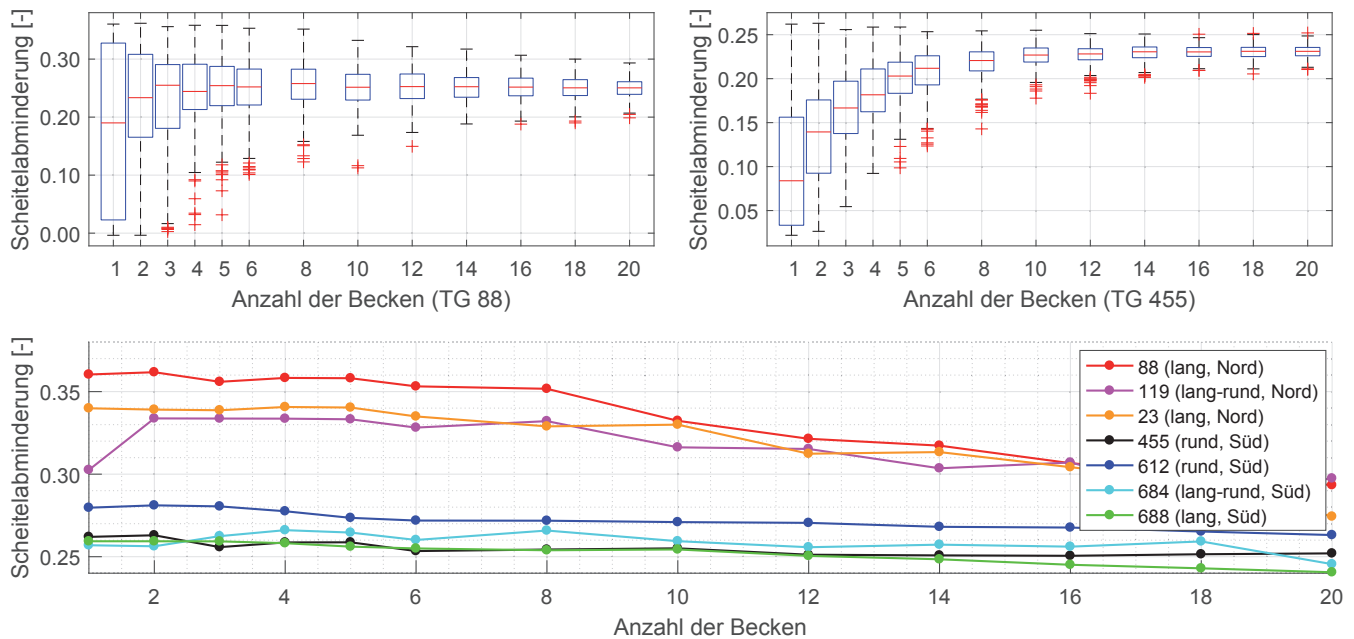 Scheitelabminderung [-]
0.30
0.20
0.10
0.00
1 2 3 4 5 6 8 10 12 14 16 18 20
Anzahl der Becken (TG 88)
Scheitelabminderung [-]
0.25
0.20
0.15
0.10
0.05
1 2 3 4 5 6 8 10 12 14 16 18 20
Anzahl der Becken (TG 455)
Scheitelabminderung [-]
0.35
0.30
0.25
2 4 6 8 10 12 14 16 18 20
Anzahl der Becken
88 (lang, Nord)
119 (lang-rund, Nord)
23 (lang, Nord)
455 (rund, Süd)
612 (rund, Süd)
684 (lang-rund, Süd)
688 (lang, Süd)